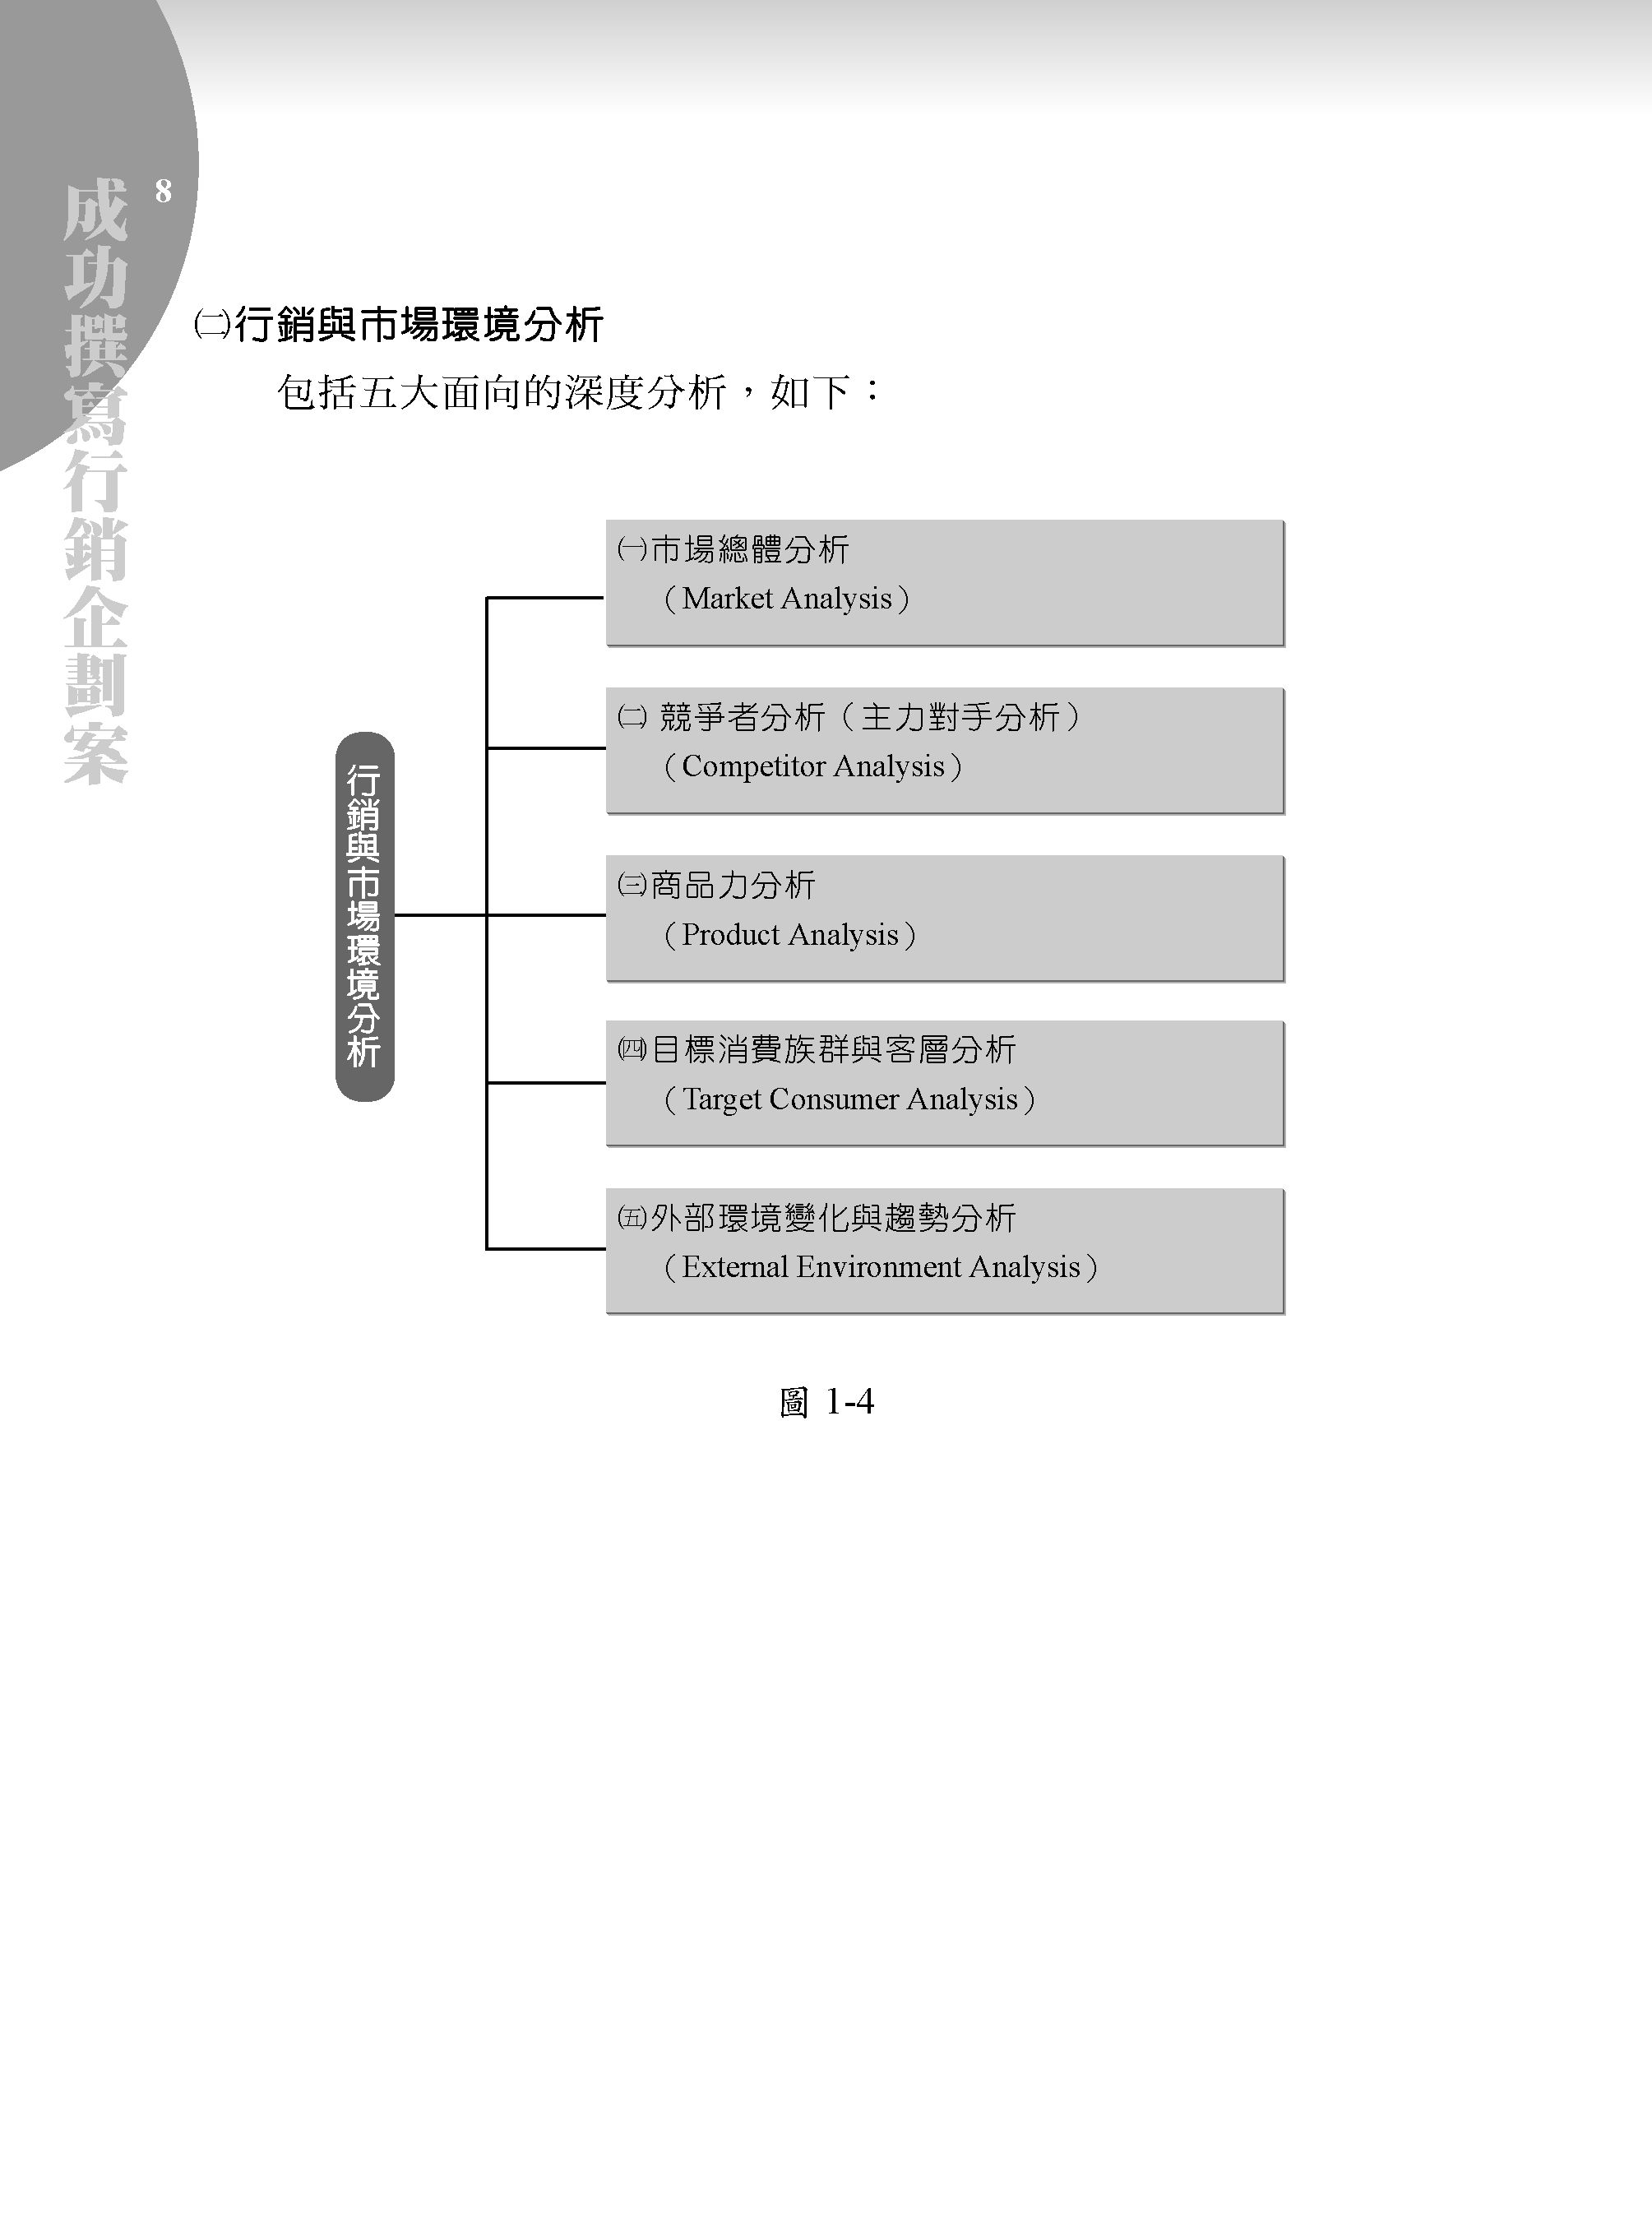 8
成功撰寫行銷企劃案
㈡行銷與市場環境分析
包括五大面向的深度分析，如下：
行銷與市場環境分析
㈠市場總體分析
（Market Analysis）
㈡ 競爭者分析（主力對手分析）
（Competitor Analysis）
㈢商品力分析
（Product Analysis）
㈣目標消費族群與客層分析
（Target Consumer Analysis）
㈤外部環境變化與趨勢分析
（External Environment Analysis）
圖 1-4